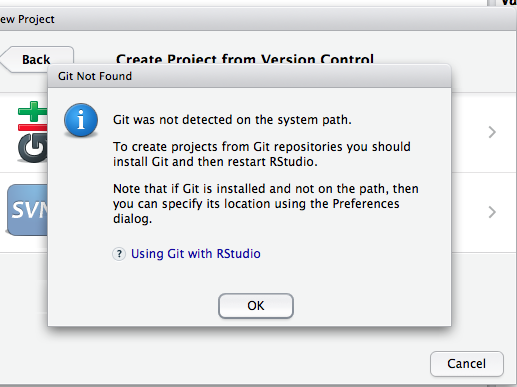 ew Project
Back
Create Project from Version Control
Git Not Found
Git was not detected on the system path.
To create projects from Git repositories you should
install Git and then restart RStudio.
Note that if Git is installed and not on the path, then
you can specify its location using the Preferences
dialog.
? Using Git with RStudio
OK
SVN
Cancel